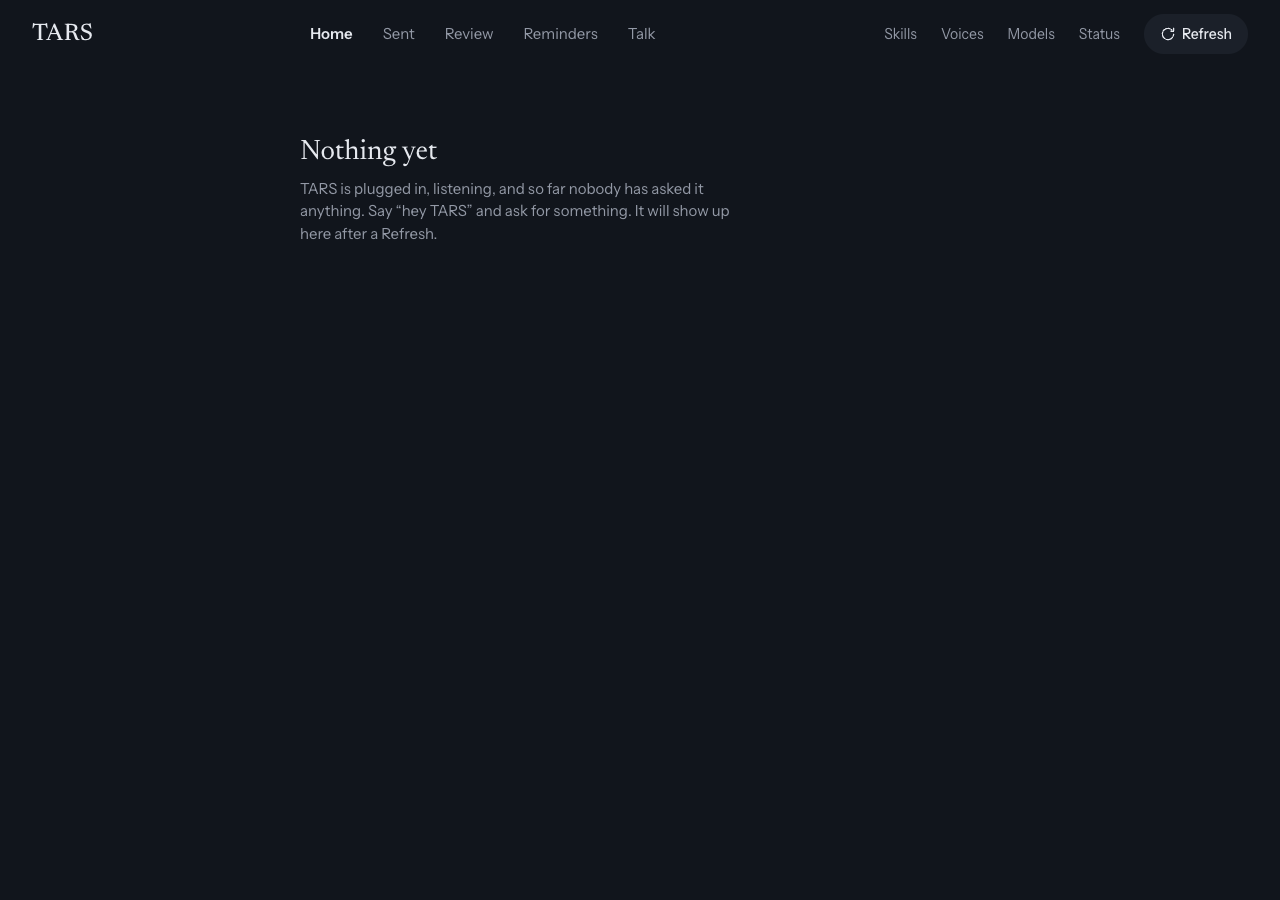 TARS
Home
Sent
Review
Reminders
Talk
Skills
Voices
Models
Status
Refresh
Nothing yet
TARS is plugged in, listening, and so far nobody has asked it
anything. Say “hey TARS” and ask for something. It will show up
here after a Refresh.